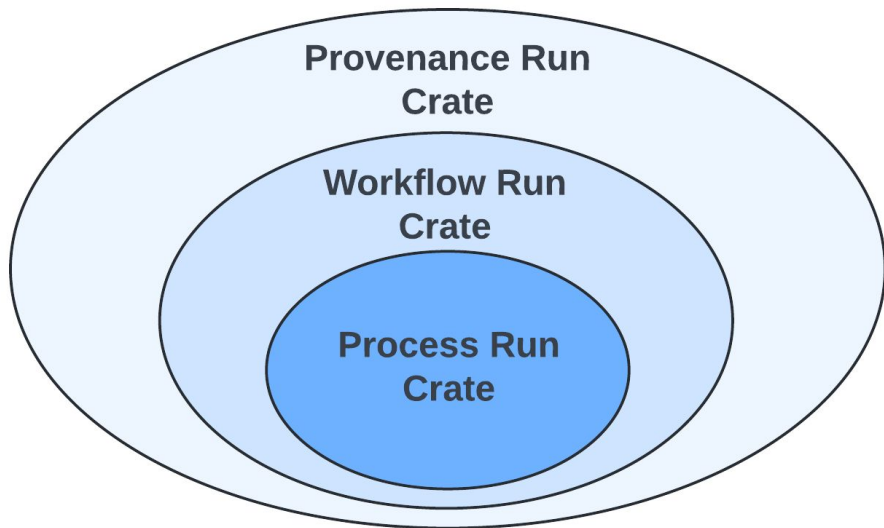 Provenance Run
Crate
Workflow Run
Crate
Process Run
Crate